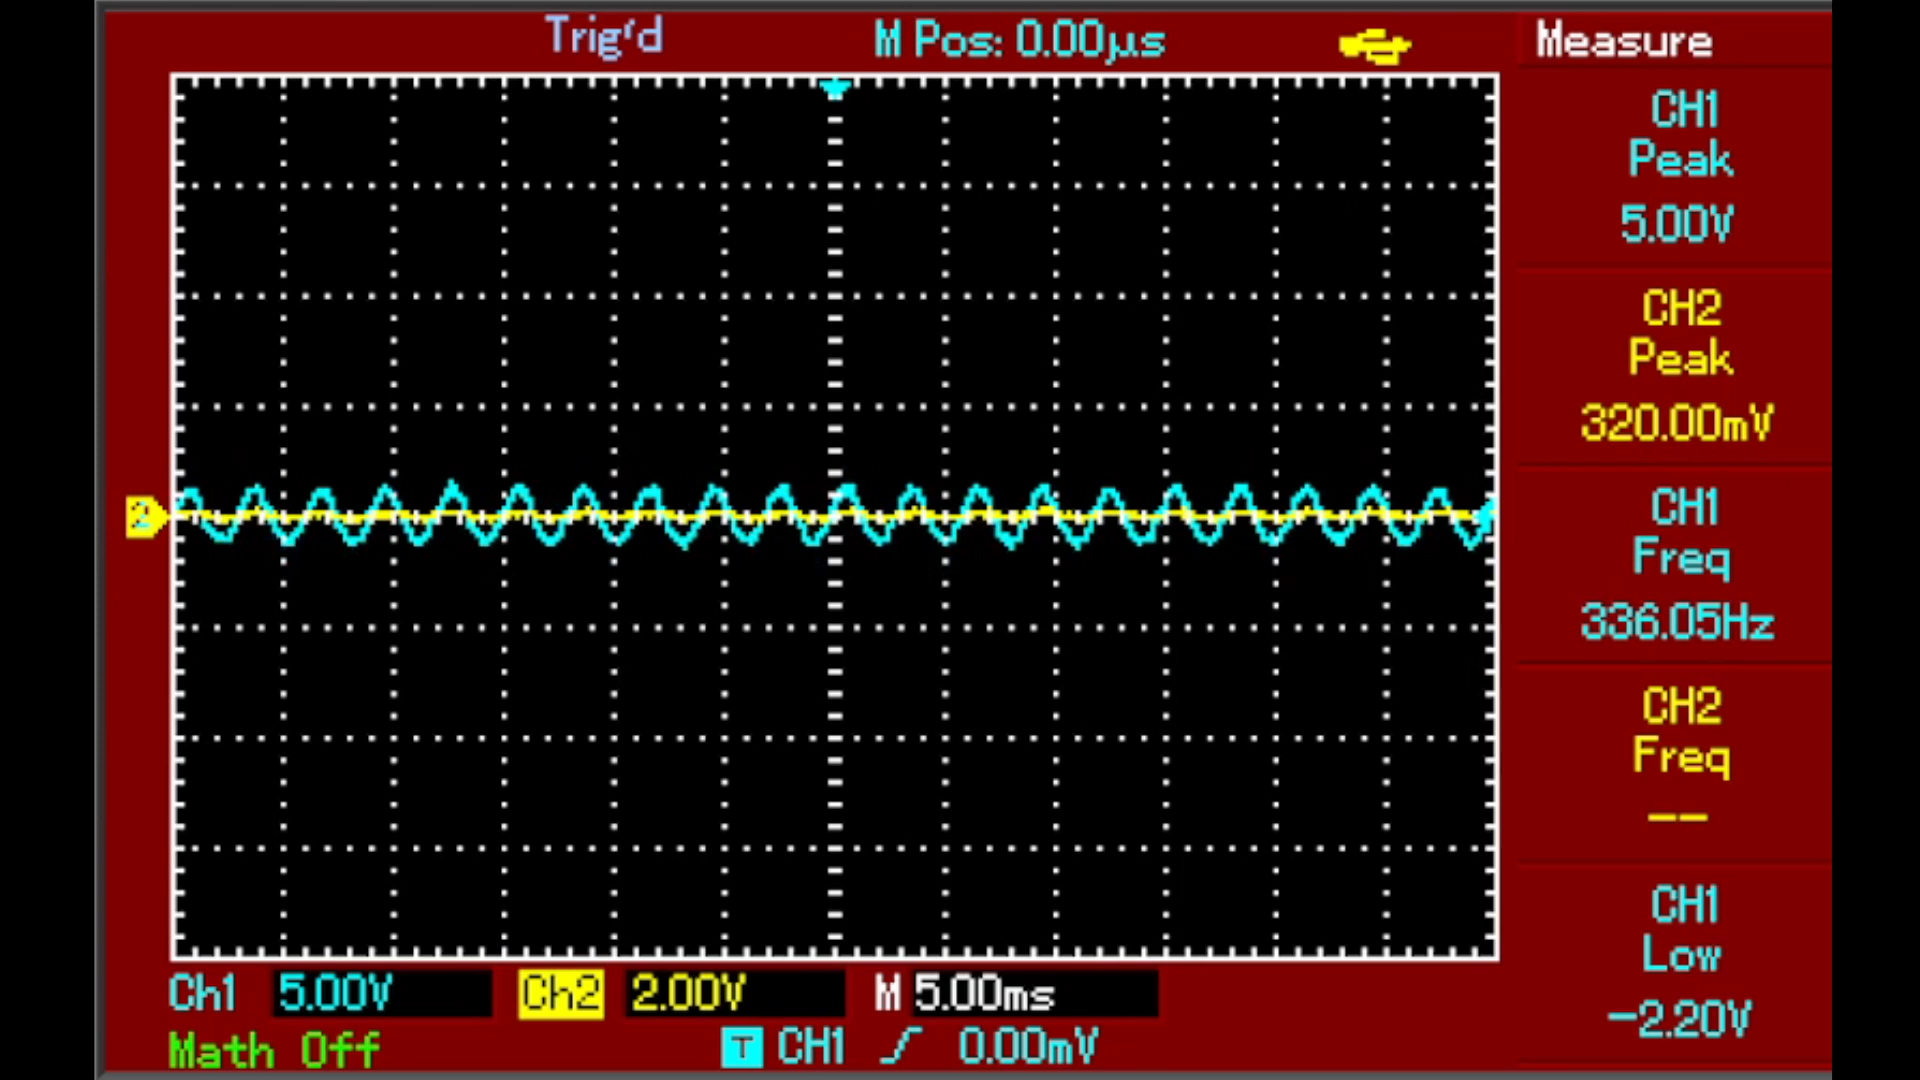 Trig'd M Pos: 0.00µs Measure
CH1
Peak
5.00V
CH2
Peak
320.00mV
CH1
Freq
336.05Hz
CH2
Freq
--
CH1
Low
-2.20V
2
Ch1 5.00V Ch2 2.00V M 5.00ms
Math Off T CH1 0.00mV